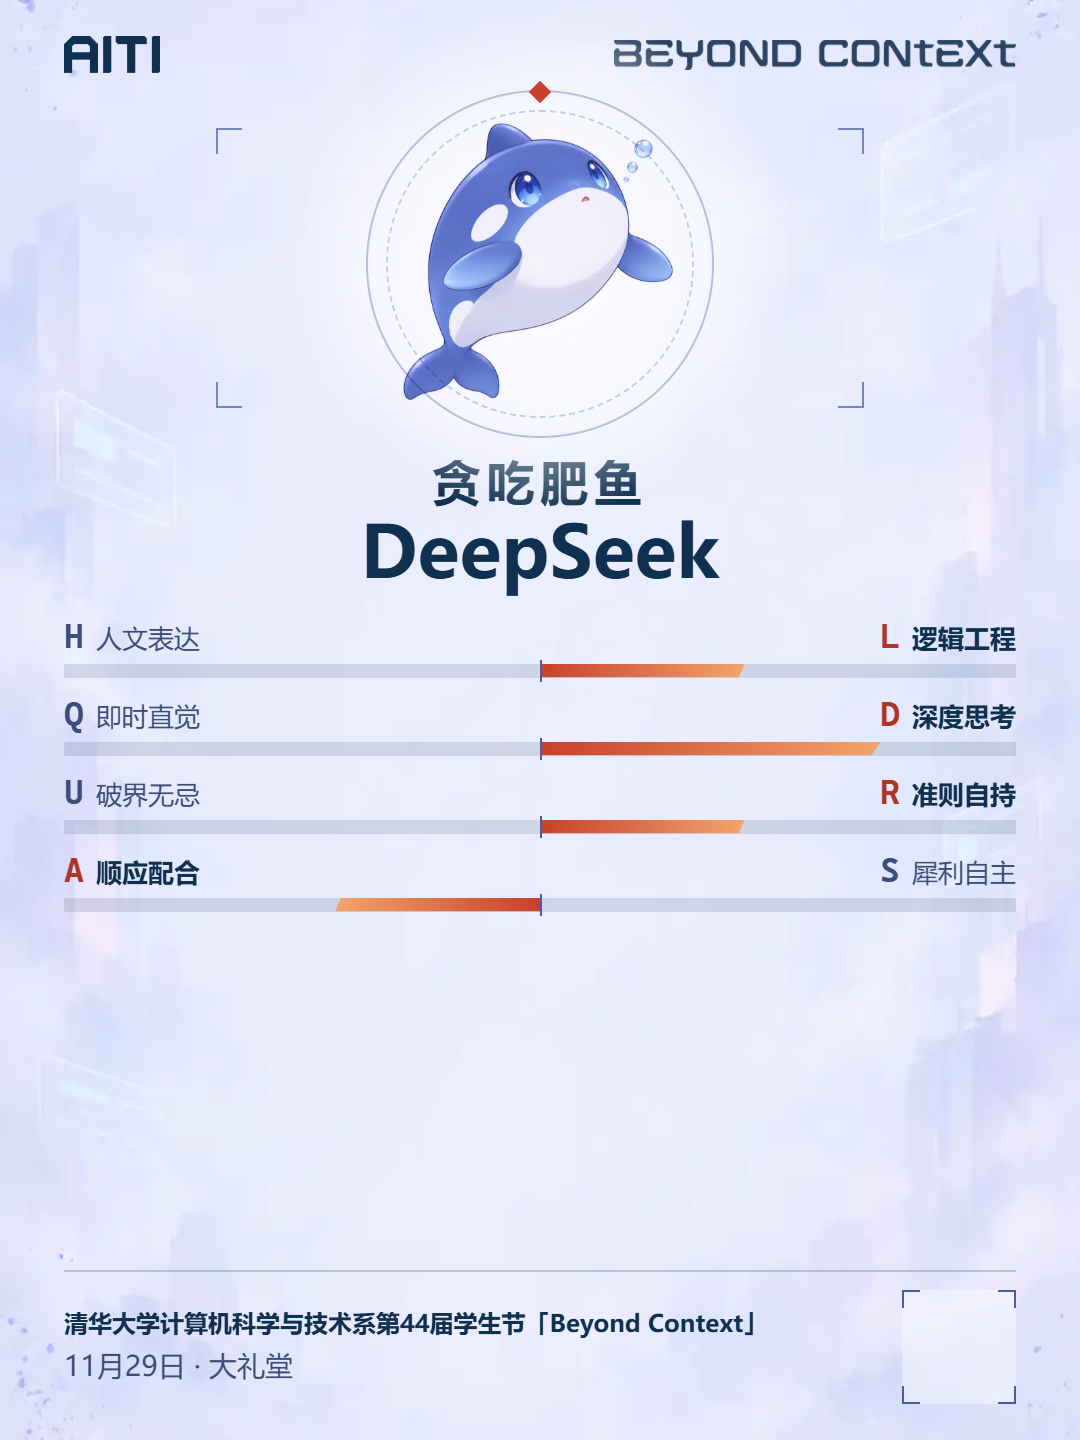 AITI
BEYOND CONtEXt
贪吃肥鱼
DeepSeek
H 人文表达
L 逻辑工程
Q 即时直觉
D 深度思考
U 破界无忌
R 准则自持
A 顺应配合
S 犀利自主
清华大学计算机科学与技术系第44届学生节「Beyond Context」
11月29日 · 大礼堂